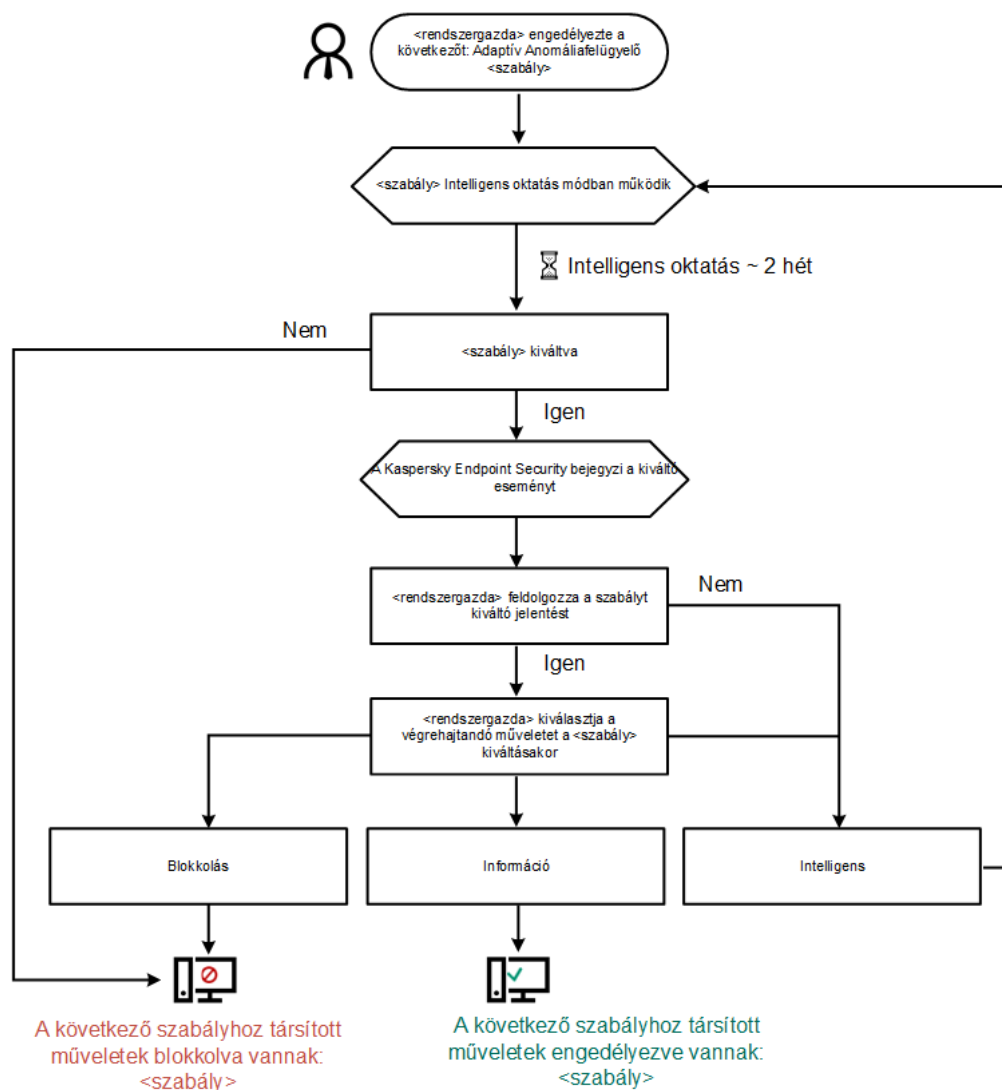 <rendszergazda> engedélyezte a
következőt: Adaptív Anomáliafelügyelő
<szabály>
<szabály> Intelligens oktatás módban működik
Intelligens oktatás ~ 2 hét
Nem
<szabály> kiváltva
Igen
A Kaspersky Endpoint Security bejegyzi a kiváltó
eseményt
<rendszergazda> feldolgozza a szabályt
kiváltó jelentést
Nem
Igen
<rendszergazda> kiválasztja a
végrehajtandó műveletet a <szabály>
kiváltásakor
Blokkolás
Információ
Intelligens
A következő szabályhoz társított
műveletek blokkolva vannak:
<szabály>
A következő szabályhoz társított
műveletek engedélyezve vannak:
<szabály>